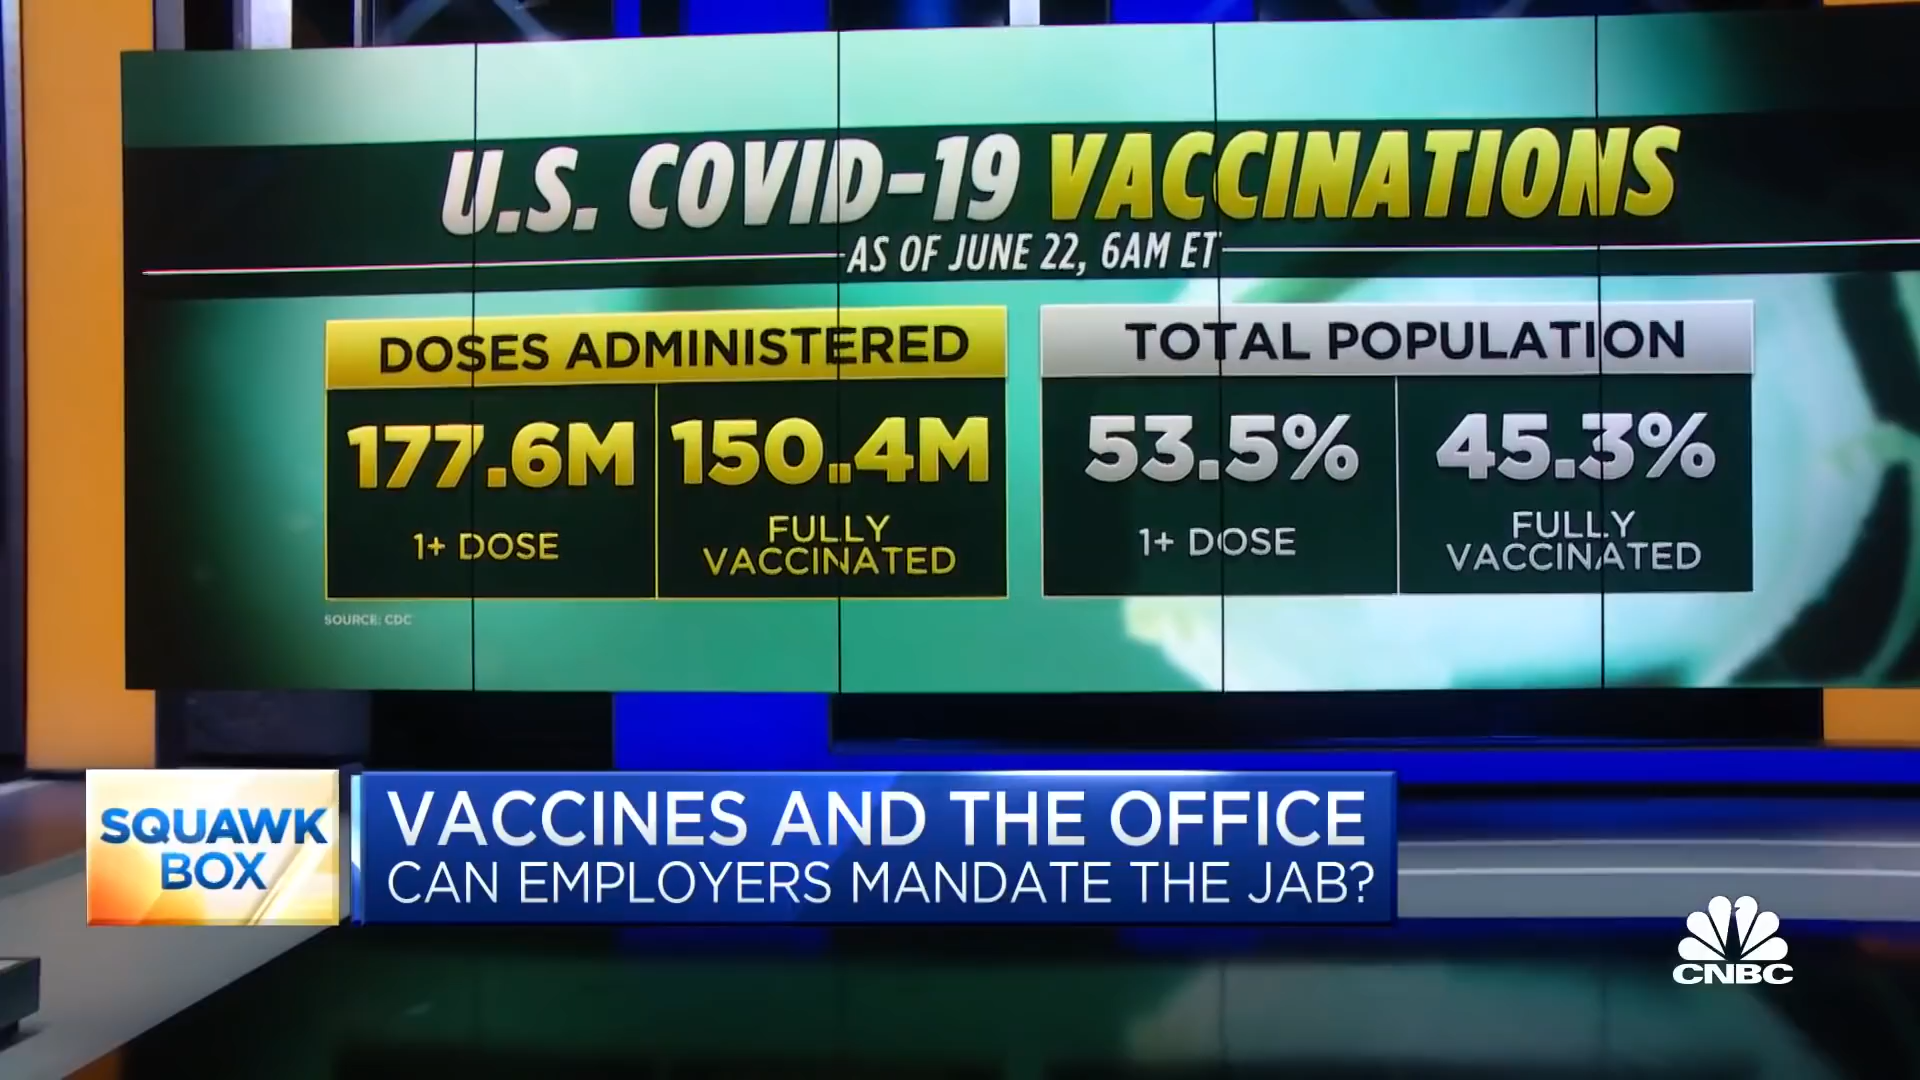 U.S. COVID-19 VACCINATIONS
AS OF JUNE 22, 6AM ET
DOSES ADMINISTERED
177.6M
1+ DOSE
150.4M
FULLY
VACCINATED
TOTAL POPULATION
53.5%
1+ DOSE
45.3%
FULLY
VACCINATED
SOURCE: CDC
SQUAWK
BOX
VACCINES AND THE OFFICE
CAN EMPLOYERS MANDATE THE JAB?
CNBC